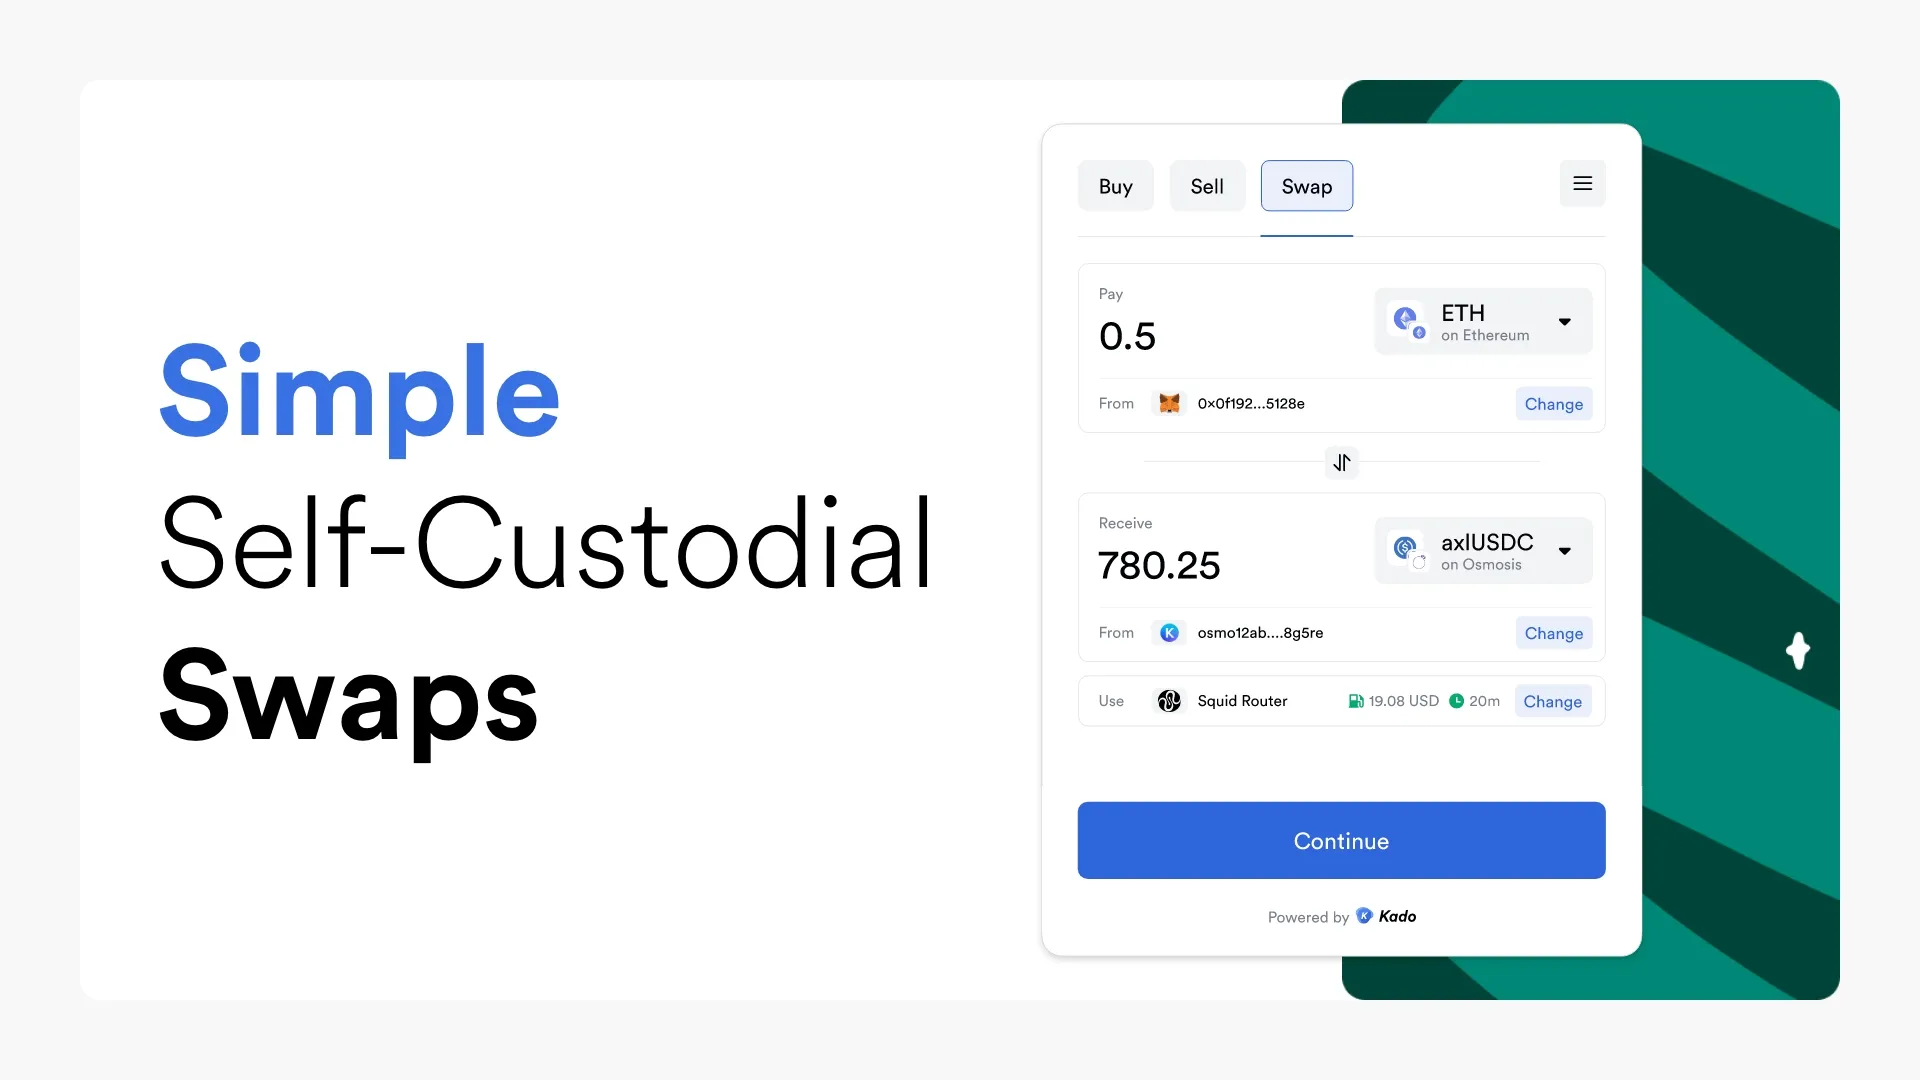 Simple
Self-Custodial
Swaps
Buy
Sell
Swap
Pay
0.5
ETH
on Ethereum
From
0x0f192...5128e
Change
Receive
780.25
axlUSDC
on Osmosis
From
K
osmo12ab....8g5re
Change
Use
Squid Router
19.08 USD
20m
Change
Continue
Powered by K Kado